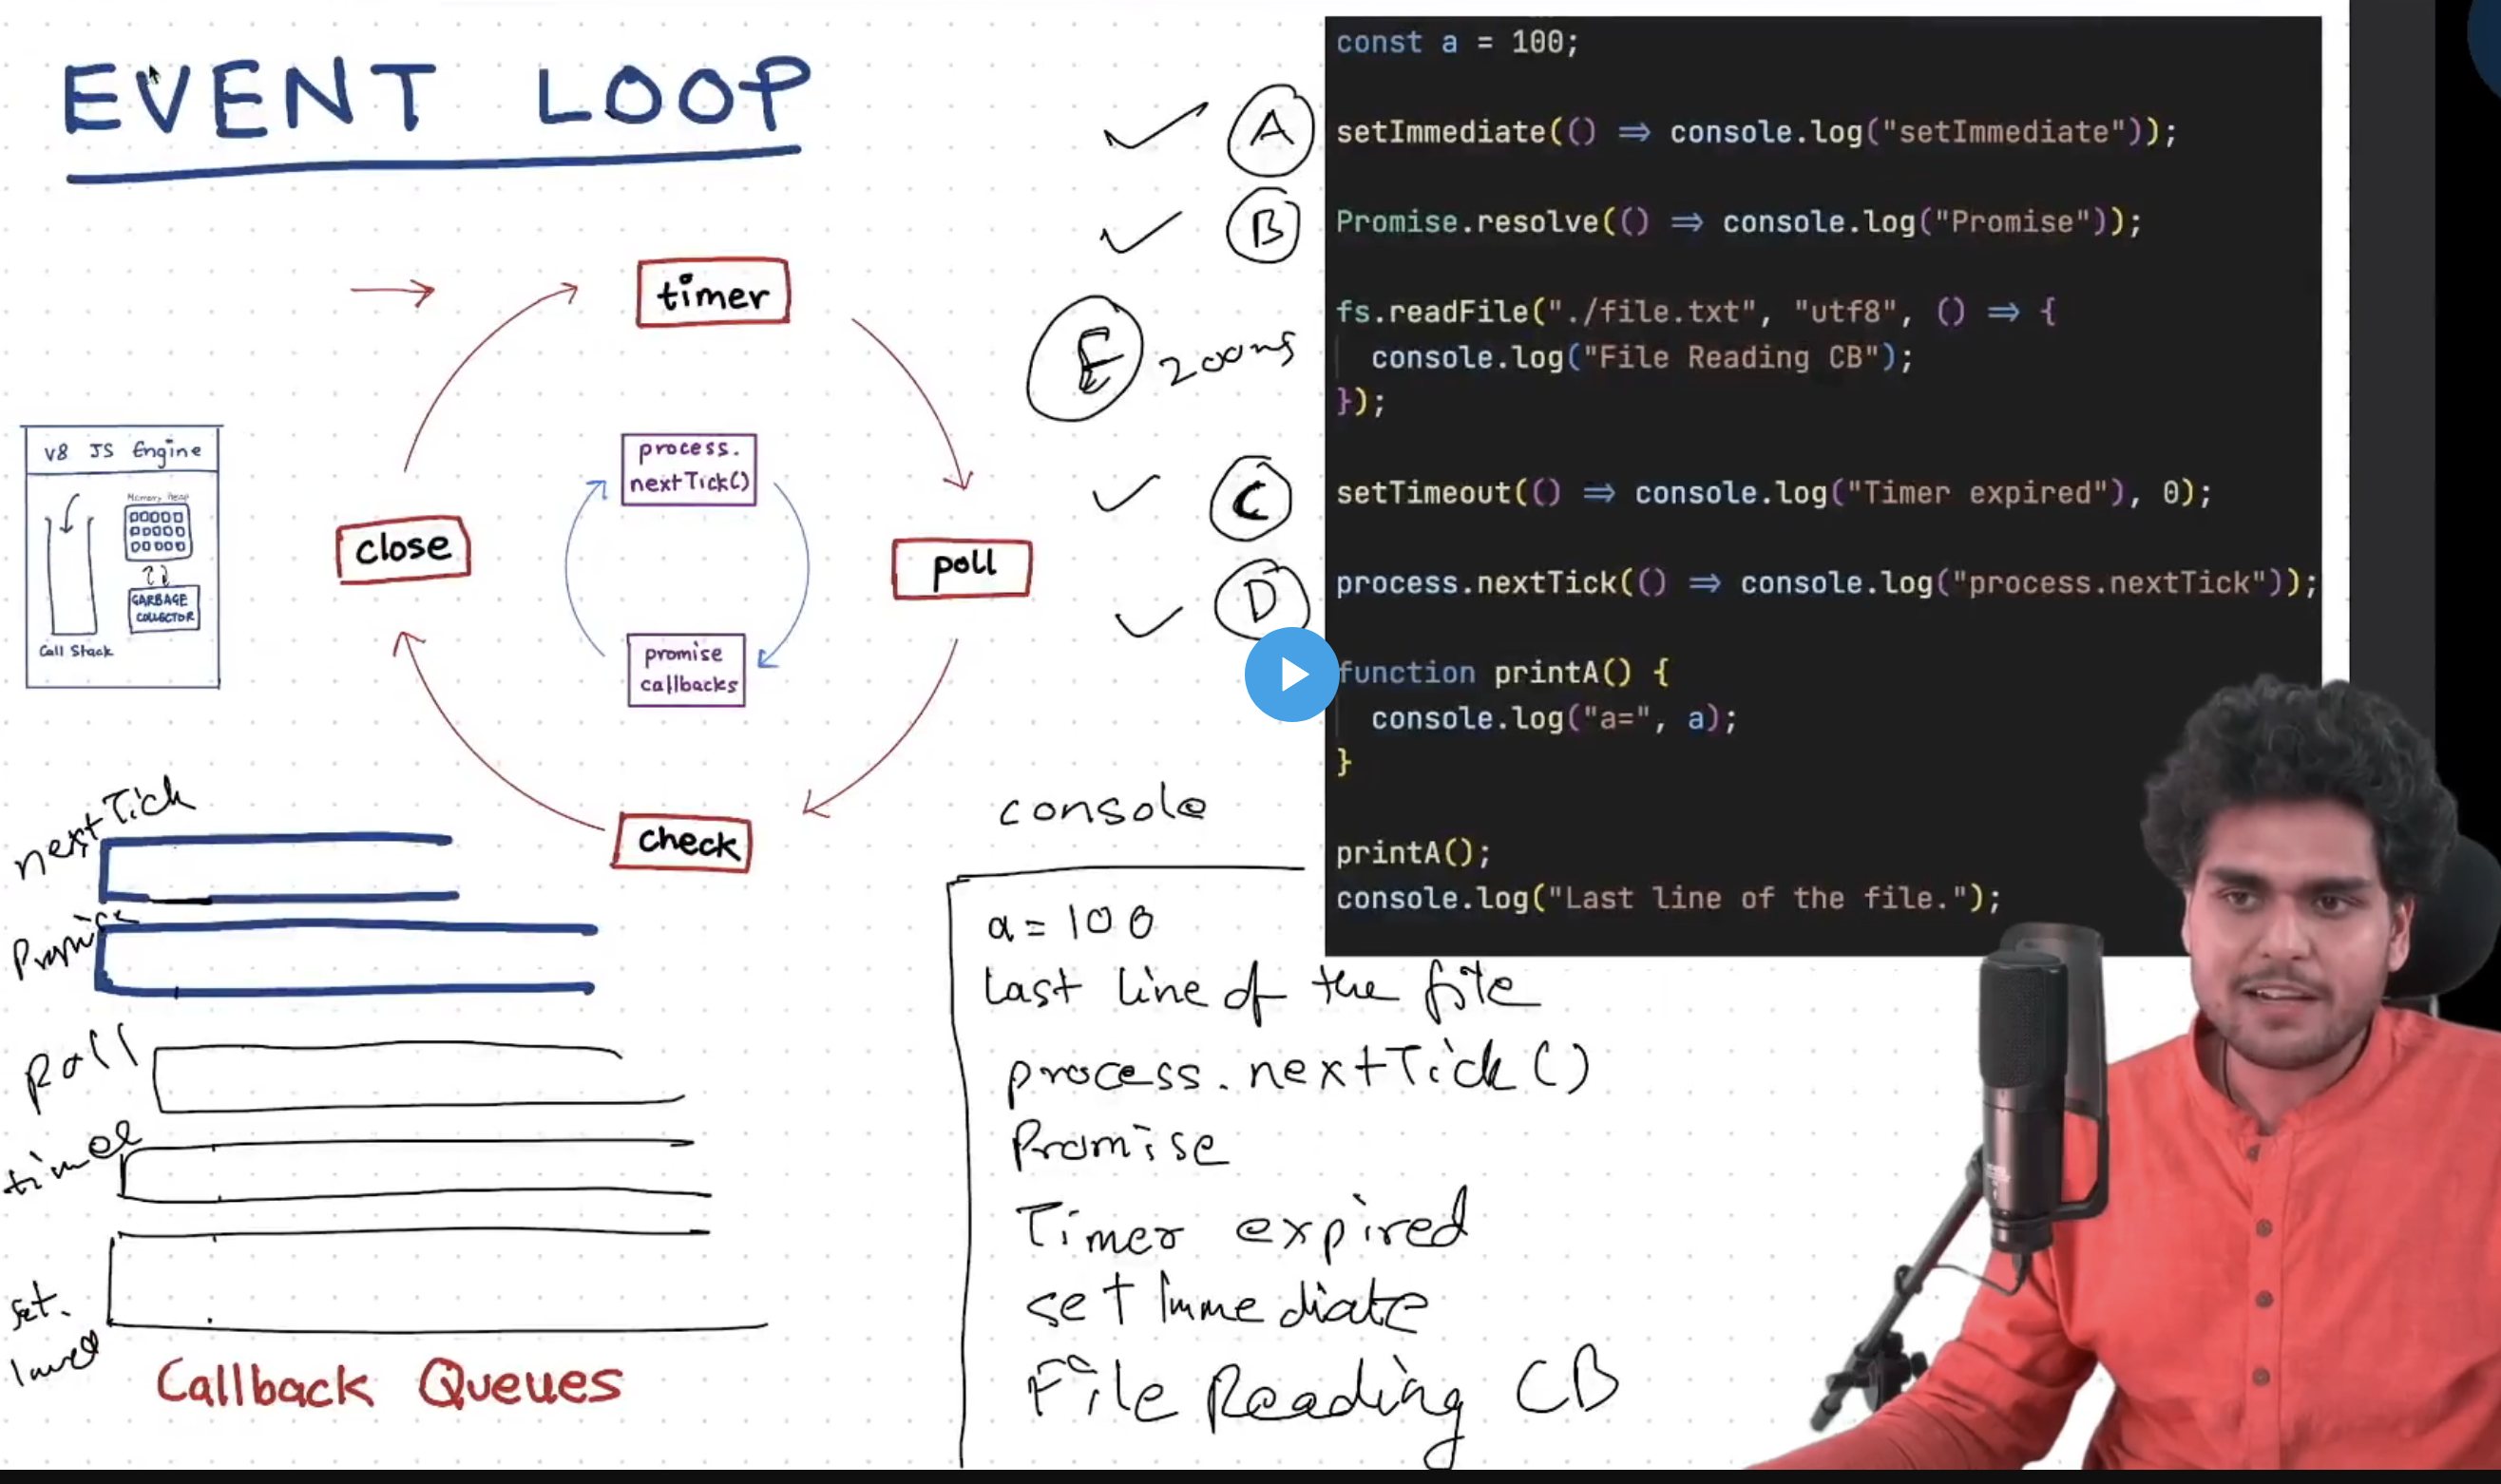 EVENT LOOP
timer
poll
check
close
process.
nextTick()
promise
callbacks
V8 JS Engine
Memory heap
GARBAGE
COLLECTOR
Call Stack
A
B
E 200ms
C
D
const a = 100;
setImmediate(() => console.log("setImmediate"));
Promise.resolve(() => console.log("Promise"));
fs.readFile("./file.txt", "utf8", () => {
console.log("File Reading CB");
});
setTimeout(() => console.log("Timer expired"), 0);
process.nextTick(() => console.log("process.nextTick"));
function printA() {
console.log("a=", a);
}
printA();
console.log("Last line of the file.");
nextTick
Promise
poll
timer
set.
Callback Queues
console
a = 100
last line of the file
process.nextTick()
Promise
Timer expired
setImmediate
File Reading CB